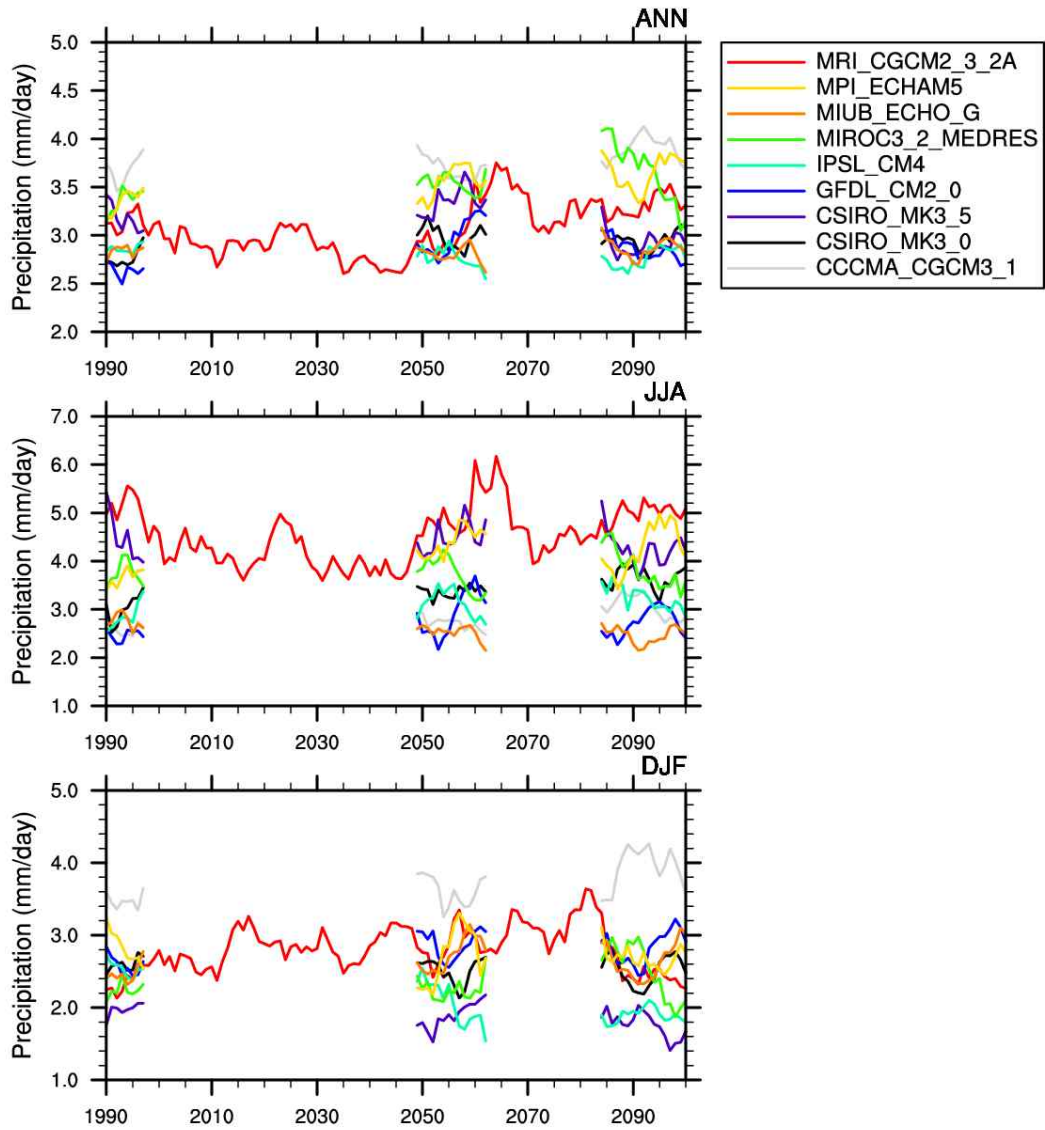 ANN
5.0
4.5
4.0
3.5
3.0
2.5
2.0
Precipitation (mm/day)
1990 2010 2030 2050 2070 2090
MRI_CGCM2_3_2A
MPI_ECHAM5
MIUB_ECHO_G
MIROC3_2_MEDRES
IPSL_CM4
GFDL_CM2_0
CSIRO_MK3_5
CSIRO_MK3_0
CCCMA_CGCM3_1
JJA
7.0
6.0
5.0
4.0
3.0
2.0
1.0
Precipitation (mm/day)
1990 2010 2030 2050 2070 2090
DJF
5.0
4.0
3.0
2.0
1.0
Precipitation (mm/day)
1990 2010 2030 2050 2070 2090